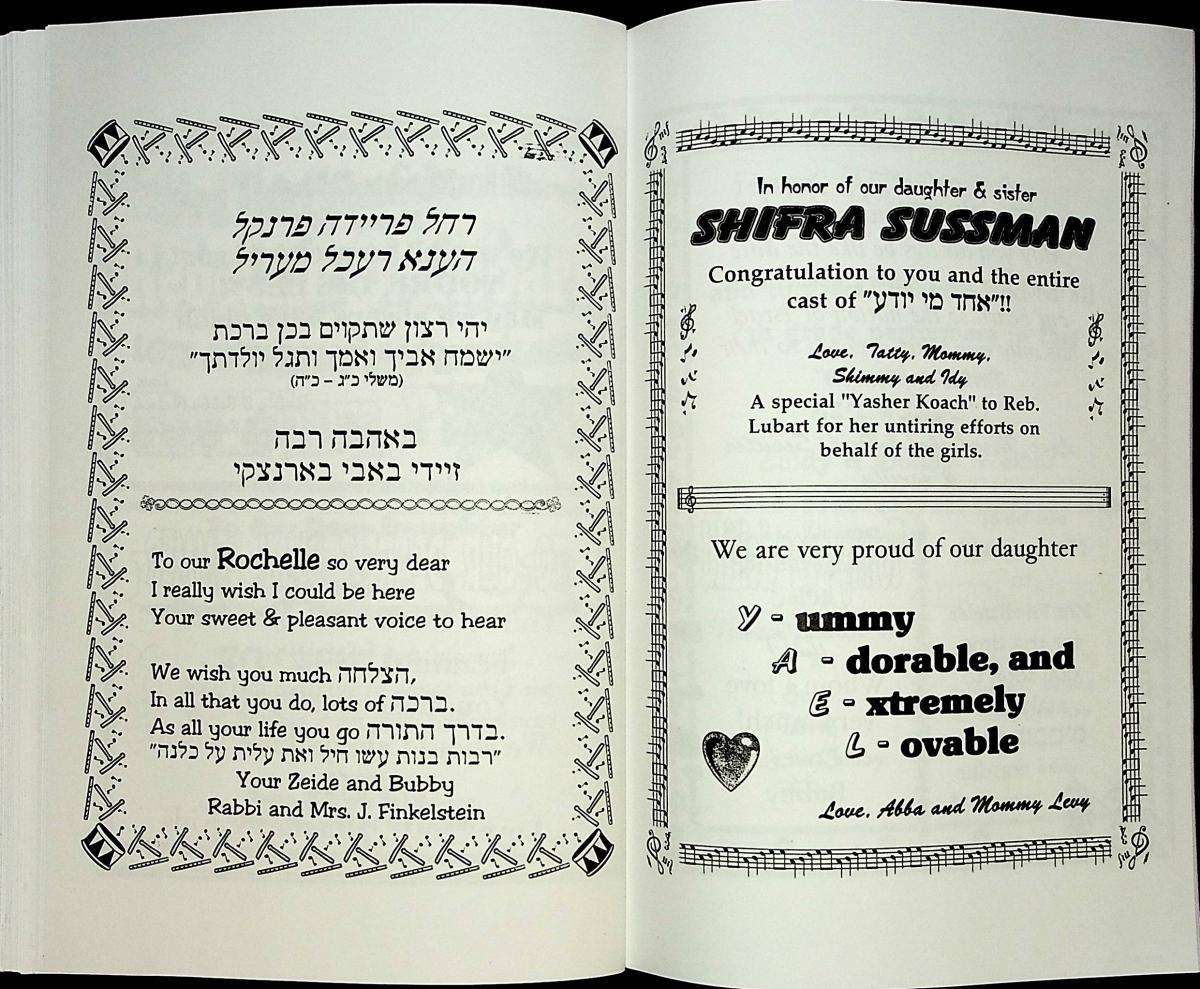 רחל פריידה פרנקל
הענא רעכל מעריל
יהי רצון שתקוים בכן ברכת
"ישמח אביך ואמך ותגל יולדתך"
(משלי כ"ג - כ"ה)
באהבה רבה
זיידי באבי בארנצקי
To our Rochelle so very dear
I really wish I could be here
Your sweet & pleasant voice to hear
We wish you much הצלחה,
In all that you do, lots of ברכה.
As all your life you go בדרך התורה.
"רבות בנות עשו חיל ואת עלית על כלנה"
Your Zeide and Bubby
Rabbi and Mrs. J. Finkelstein
In honor of our daughter & sister
SHIFRA SUSSMAN
Congratulation to you and the entire
cast of "אחד מי יודע"!!
Love, Tatty, Mommy,
Shimmy and Idy
A special "Yasher Koach" to Reb.
Lubart for her untiring efforts on
behalf of the girls.
We are very proud of our daughter
Y - ummy
A - dorable, and
E - xtremely
L - ovable
Love, Abba and Mommy Levy